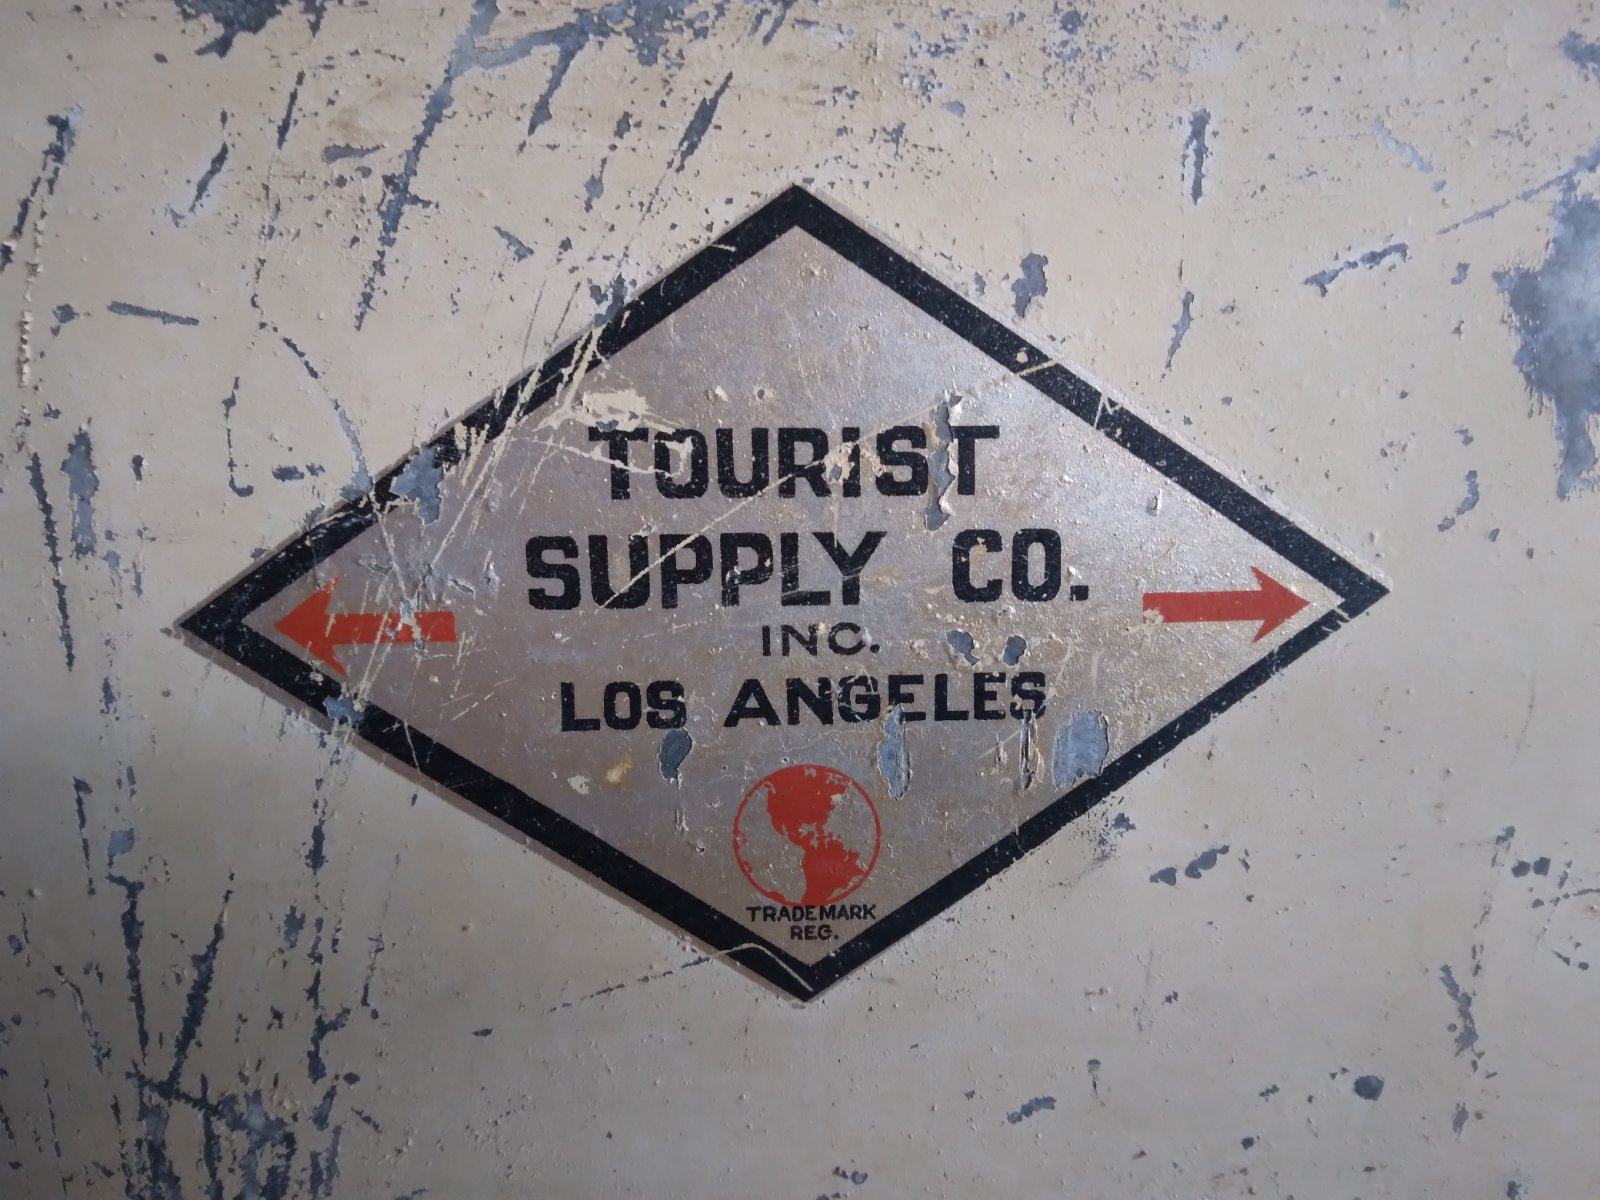 TOURIST
SUPPLY CO.
INC.
LOS ANGELES
TRADEMARK
REG.